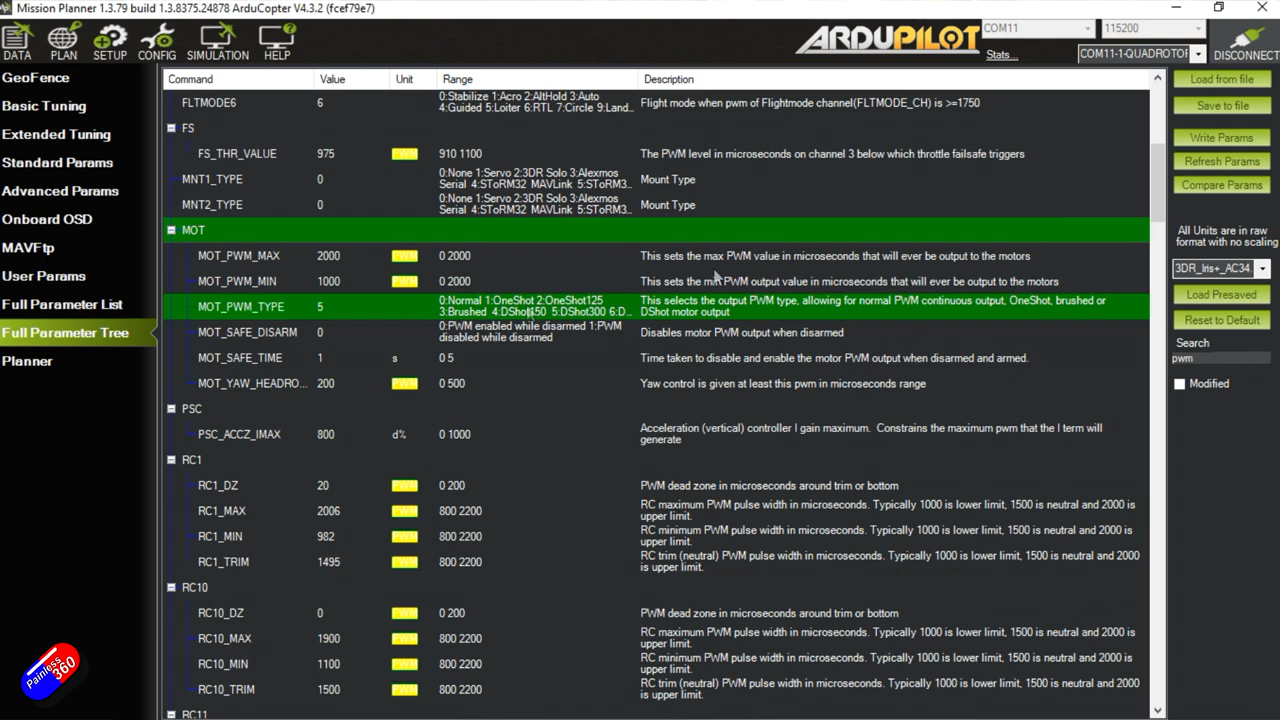 Mission Planner 1.3.79 build 1.3.8375.24878 ArduCopter V4.3.2 (fcef79e7)
DATA PLAN SETUP CONFIG SIMULATION HELP
ARDUPILOT
COM11 115200
Stats...
COM11-1-QUADROTOR
DISCONNECT
GeoFence
Basic Tuning
Extended Tuning
Standard Params
Advanced Params
Onboard OSD
MAVFtp
User Params
Full Parameter List
Full Parameter Tree
Planner
Command Value Unit Range Description
FLTMODE6 6 0:Stabilize 1:Acro 2:AltHold 3:Auto
4:Guided 5:Loiter 6:RTL 7:Circle 9:Land... Flight mode when pwm of Flightmode channel(FLTMODE_CH) is >=1750
FS
FS_THR_VALUE 975 PWM 910 1100 The PWM level in microseconds on channel 3 below which throttle failsafe triggers
MNT1_TYPE 0 0:None 1:Servo 2:3DR Solo 3:Alexmos
Serial 4:SToRM32 MAVLink 5:SToRM3... Mount Type
MNT2_TYPE 0 0:None 1:Servo 2:3DR Solo 3:Alexmos
Serial 4:SToRM32 MAVLink 5:SToRM3... Mount Type
MOT
MOT_PWM_MAX 2000 PWM 0 2000 This sets the max PWM value in microseconds that will ever be output to the motors
MOT_PWM_MIN 1000 PWM 0 2000 This sets the min PWM output value in microseconds that will ever be output to the motors
MOT_PWM_TYPE 5 0:Normal 1:OneShot 2:OneShot125
3:Brushed 4:DShot150 5:DShot300 6:D... This selects the output PWM type, allowing for normal PWM continuous output, OneShot, brushed or
DShot motor output
MOT_SAFE_DISARM 0 0:PWM enabled while disarmed 1:PWM
disabled while disarmed Disables motor PWM output when disarmed
MOT_SAFE_TIME 1 s 0 5 Time taken to disable and enable the motor PWM output when disarmed and armed.
MOT_YAW_HEADRO... 200 PWM 0 500 Yaw control is given at least this pwm in microseconds range
PSC
PSC_ACCZ_IMAX 800 d% 0 1000 Acceleration (vertical) controller I gain maximum. Constrains the maximum pwm that the I term will
generate
RC1
RC1_DZ 20 PWM 0 200 PWM dead zone in microseconds around trim or bottom
RC1_MAX 2006 PWM 800 2200 RC maximum PWM pulse width in microseconds. Typically 1000 is lower limit, 1500 is neutral and 2000 is
upper limit.
RC1_MIN 982 PWM 800 2200 RC minimum PWM pulse width in microseconds. Typically 1000 is lower limit, 1500 is neutral and 2000 is
upper limit.
RC1_TRIM 1495 PWM 800 2200 RC trim (neutral) PWM pulse width in microseconds. Typically 1000 is lower limit, 1500 is neutral and 2000
is upper limit.
RC10
RC10_DZ 0 PWM 0 200 PWM dead zone in microseconds around trim or bottom
RC10_MAX 1900 PWM 800 2200 RC maximum PWM pulse width in microseconds. Typically 1000 is lower limit, 1500 is neutral and 2000 is
upper limit.
RC10_MIN 1100 PWM 800 2200 RC minimum PWM pulse width in microseconds. Typically 1000 is lower limit, 1500 is neutral and 2000 is
upper limit.
RC10_TRIM 1500 PWM 800 2200 RC trim (neutral) PWM pulse width in microseconds. Typically 1000 is lower limit, 1500 is neutral and 2000
is upper limit.
RC11
Load from file
Save to file
Write Params
Refresh Params
Compare Params
All Units are in raw
format with no scaling
3DR_Iris+_AC34.
Load Presaved
Reset to Default
Search
pwm
Modified
Painless
360